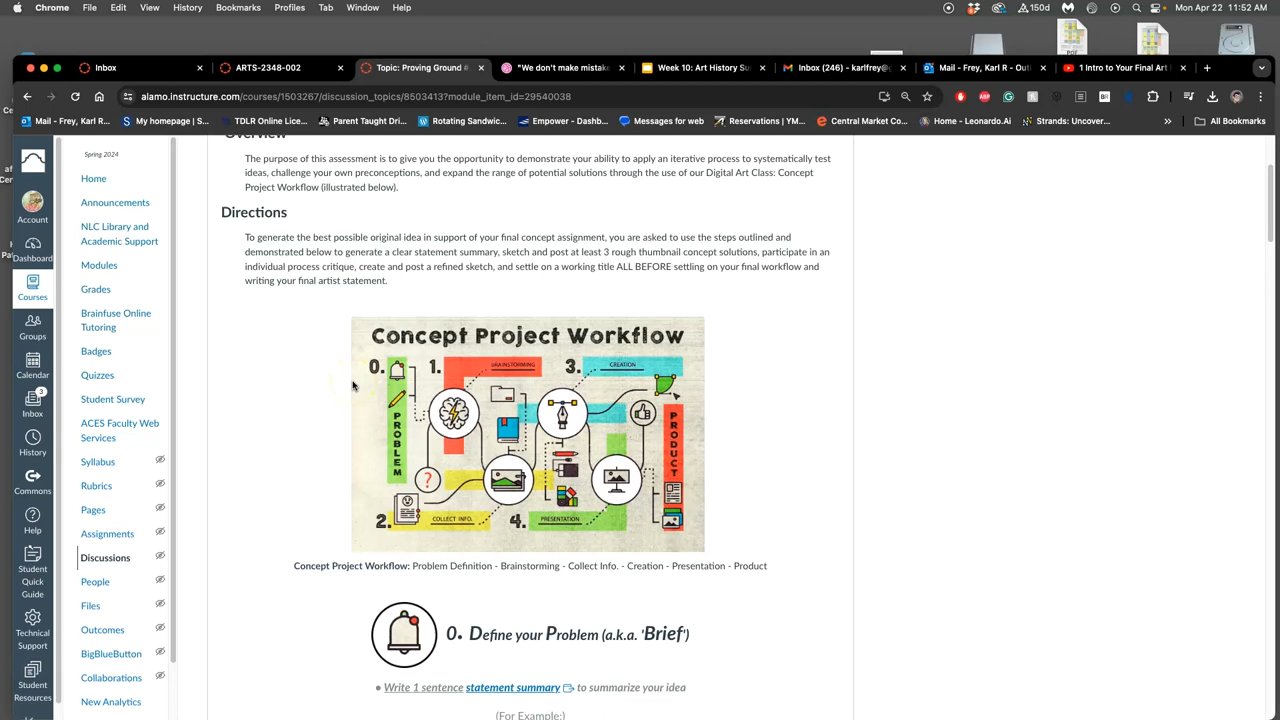 Chrome File Edit View History Bookmarks Profiles Tab Window Help
150d
Mon Apr 22 11:52 AM
PDF
Inbox
ARTS-2348-002
Topic: Proving Ground #
"We don't make mistake
Week 10: Art History Su
Inbox (246) - karlfrey@g
Mail - Frey, Karl R - Out
1 Intro to Your Final Art
alamo.instructure.com/courses/1503267/discussion_topics/8503413?module_item_id=29540038
Mail - Frey, Karl R...
My homepage | S...
TDLR Online Lice...
Parent Taught Dri...
Rotating Sandwic...
Empower - Dashb...
Messages for web
Reservations | YM...
Central Market Co...
Home - Leonardo.Ai
Strands: Uncover...
All Bookmarks
Account
Dashboard
Courses
Groups
Calendar
3
Inbox
History
Commons
Help
Student
Quick
Guide
Technical
Support
Student
Resources
Spring 2024
Home
Announcements
NLC Library and
Academic Support
Modules
Grades
Brainfuse Online
Tutoring
Badges
Quizzes
Student Survey
ACES Faculty Web
Services
Syllabus
Rubrics
Pages
Assignments
Discussions
People
Files
Outcomes
BigBlueButton
Collaborations
New Analytics
Overview
The purpose of this assessment is to give you the opportunity to demonstrate your ability to apply an iterative process to systematically test
ideas, challenge your own preconceptions, and expand the range of potential solutions through the use of our Digital Art Class: Concept
Project Workflow (illustrated below).
Directions
To generate the best possible original idea in support of your final concept assignment, you are asked to use the steps outlined and
demonstrated below to generate a clear statement summary, sketch and post at least 3 rough thumbnail concept solutions, participate in an
individual process critique, create and post a refined sketch, and settle on a working title ALL BEFORE settling on your final workflow and
writing your final artist statement.
Concept Project Workflow
0.
PROBLEM
1.
BRAINSTORMING
3.
CREATION
?
PRODUCT
2.
COLLECT INFO.
4.
PRESENTATION
Concept Project Workflow: Problem Definition - Brainstorming - Collect Info. - Creation - Presentation - Product
0. Define your Problem (a.k.a. 'Brief')
• Write 1 sentence statement summary to summarize your idea
(For Example:)